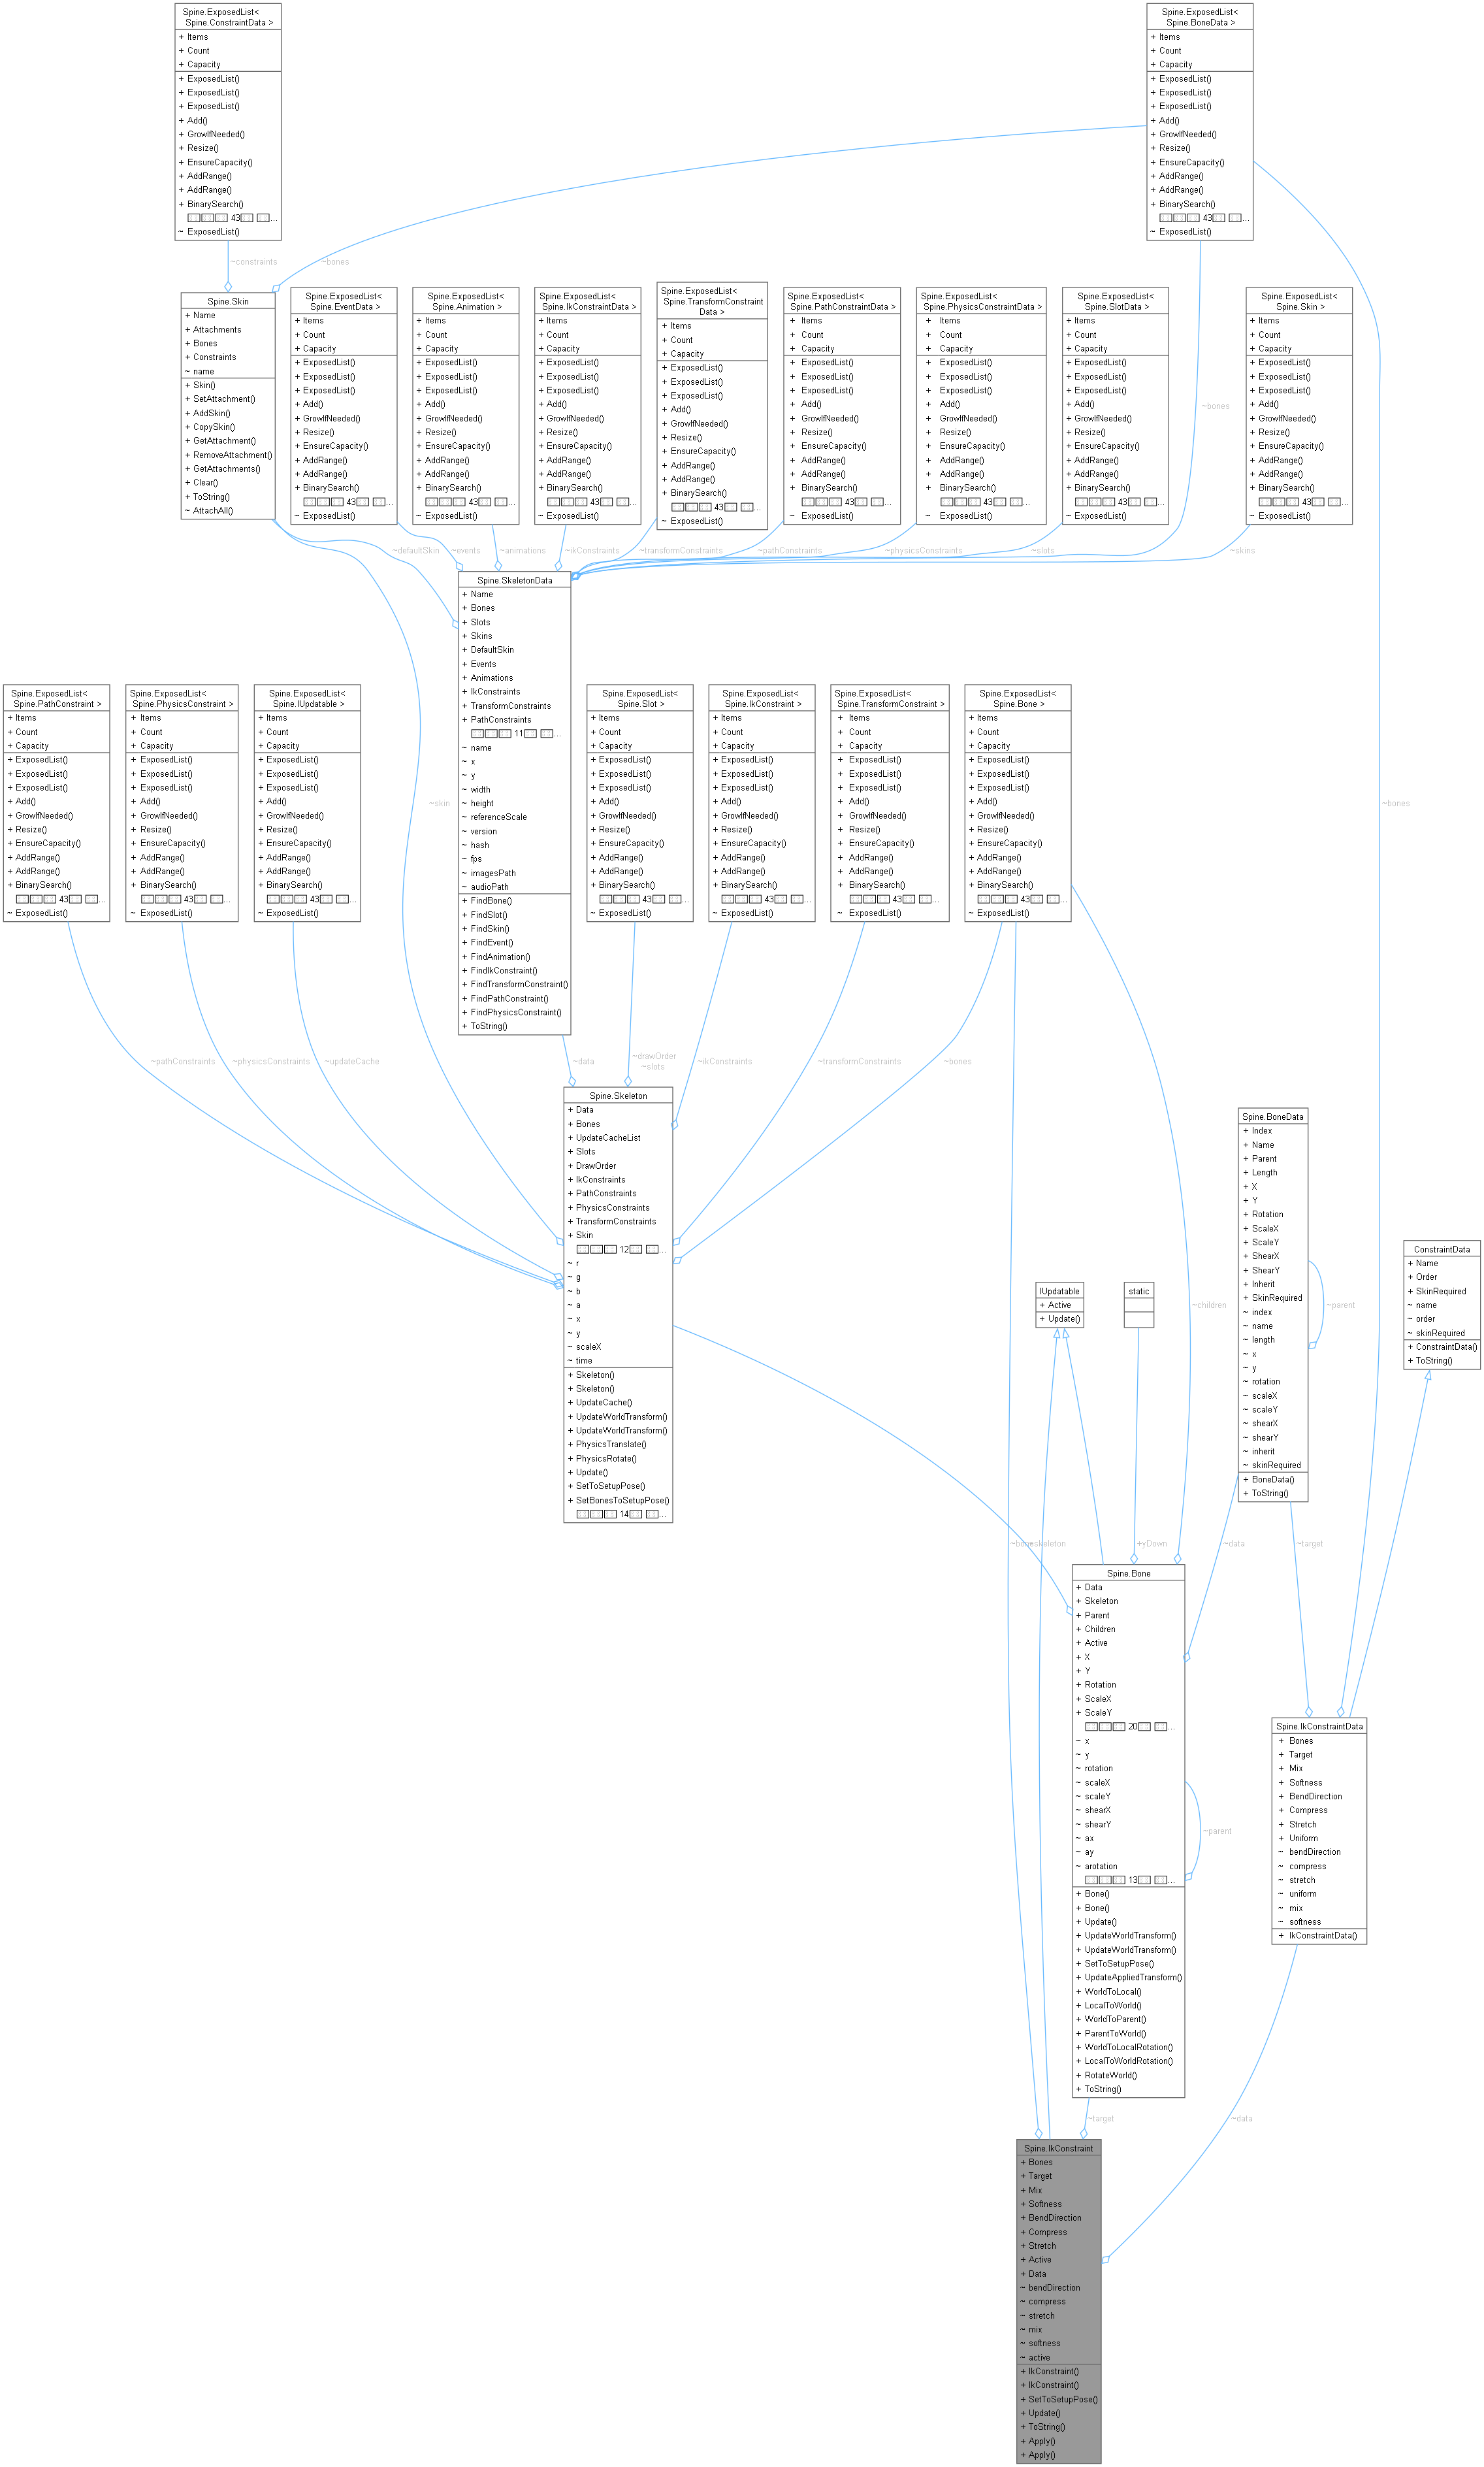 Spine.ExposedList<
Spine.ConstraintData >
+ Items
+ Count
+ Capacity
+ ExposedList()
+ ExposedList()
+ ExposedList()
+ Add()
+ GrowIfNeeded()
+ Resize()
+ EnsureCapacity()
+ AddRange()
+ AddRange()
+ BinarySearch()
43 ...
~ ExposedList()
Spine.ExposedList<
Spine.BoneData >
+ Items
+ Count
+ Capacity
+ ExposedList()
+ ExposedList()
+ ExposedList()
+ Add()
+ GrowIfNeeded()
+ Resize()
+ EnsureCapacity()
+ AddRange()
+ AddRange()
+ BinarySearch()
43 ...
~ ExposedList()
~constraints
~bones
Spine.Skin
+ Name
+ Attachments
+ Bones
+ Constraints
~ name
+ Skin()
+ SetAttachment()
+ AddSkin()
+ CopySkin()
+ GetAttachment()
+ RemoveAttachment()
+ GetAttachments()
+ Clear()
+ ToString()
~ AttachAll()
Spine.ExposedList<
Spine.EventData >
+ Items
+ Count
+ Capacity
+ ExposedList()
+ ExposedList()
+ ExposedList()
+ Add()
+ GrowIfNeeded()
+ Resize()
+ EnsureCapacity()
+ AddRange()
+ AddRange()
+ BinarySearch()
43 ...
~ ExposedList()
Spine.ExposedList<
Spine.Animation >
+ Items
+ Count
+ Capacity
+ ExposedList()
+ ExposedList()
+ ExposedList()
+ Add()
+ GrowIfNeeded()
+ Resize()
+ EnsureCapacity()
+ AddRange()
+ AddRange()
+ BinarySearch()
43 ...
~ ExposedList()
Spine.ExposedList<
Spine.IkConstraintData >
+ Items
+ Count
+ Capacity
+ ExposedList()
+ ExposedList()
+ ExposedList()
+ Add()
+ GrowIfNeeded()
+ Resize()
+ EnsureCapacity()
+ AddRange()
+ AddRange()
+ BinarySearch()
43 ...
~ ExposedList()
Spine.ExposedList<
Spine.TransformConstraint
Data >
+ Items
+ Count
+ Capacity
+ ExposedList()
+ ExposedList()
+ ExposedList()
+ Add()
+ GrowIfNeeded()
+ Resize()
+ EnsureCapacity()
+ AddRange()
+ AddRange()
+ BinarySearch()
43 ...
~ ExposedList()
Spine.ExposedList<
Spine.PathConstraintData >
+ Items
+ Count
+ Capacity
+ ExposedList()
+ ExposedList()
+ ExposedList()
+ Add()
+ GrowIfNeeded()
+ Resize()
+ EnsureCapacity()
+ AddRange()
+ AddRange()
+ BinarySearch()
43 ...
~ ExposedList()
Spine.ExposedList<
Spine.PhysicsConstraintData >
+ Items
+ Count
+ Capacity
+ ExposedList()
+ ExposedList()
+ ExposedList()
+ Add()
+ GrowIfNeeded()
+ Resize()
+ EnsureCapacity()
+ AddRange()
+ AddRange()
+ BinarySearch()
43 ...
~ ExposedList()
Spine.ExposedList<
Spine.SlotData >
+ Items
+ Count
+ Capacity
+ ExposedList()
+ ExposedList()
+ ExposedList()
+ Add()
+ GrowIfNeeded()
+ Resize()
+ EnsureCapacity()
+ AddRange()
+ AddRange()
+ BinarySearch()
43 ...
~ ExposedList()
~bones
Spine.ExposedList<
Spine.Skin >
+ Items
+ Count
+ Capacity
+ ExposedList()
+ ExposedList()
+ ExposedList()
+ Add()
+ GrowIfNeeded()
+ Resize()
+ EnsureCapacity()
+ AddRange()
+ AddRange()
+ BinarySearch()
43 ...
~ ExposedList()
~defaultSkin
~events
~animations
~ikConstraints
~transformConstraints
~pathConstraints
~physicsConstraints
~slots
~skins
Spine.SkeletonData
+ Name
+ Bones
+ Slots
+ Skins
+ DefaultSkin
+ Events
+ Animations
+ IkConstraints
+ TransformConstraints
+ PathConstraints
11 ...
~ name
~ x
~ y
~ width
~ height
~ referenceScale
~ version
~ hash
~ fps
~ imagesPath
~ audioPath
+ FindBone()
+ FindSlot()
+ FindSkin()
+ FindEvent()
+ FindAnimation()
+ FindIkConstraint()
+ FindTransformConstraint()
+ FindPathConstraint()
+ FindPhysicsConstraint()
+ ToString()
Spine.ExposedList<
Spine.PathConstraint >
+ Items
+ Count
+ Capacity
+ ExposedList()
+ ExposedList()
+ ExposedList()
+ Add()
+ GrowIfNeeded()
+ Resize()
+ EnsureCapacity()
+ AddRange()
+ AddRange()
+ BinarySearch()
43 ...
~ ExposedList()
Spine.ExposedList<
Spine.PhysicsConstraint >
+ Items
+ Count
+ Capacity
+ ExposedList()
+ ExposedList()
+ ExposedList()
+ Add()
+ GrowIfNeeded()
+ Resize()
+ EnsureCapacity()
+ AddRange()
+ AddRange()
+ BinarySearch()
43 ...
~ ExposedList()
Spine.ExposedList<
Spine.IUpdatable >
+ Items
+ Count
+ Capacity
+ ExposedList()
+ ExposedList()
+ ExposedList()
+ Add()
+ GrowIfNeeded()
+ Resize()
+ EnsureCapacity()
+ AddRange()
+ AddRange()
+ BinarySearch()
43 ...
~ ExposedList()
~skin
Spine.ExposedList<
Spine.Slot >
+ Items
+ Count
+ Capacity
+ ExposedList()
+ ExposedList()
+ ExposedList()
+ Add()
+ GrowIfNeeded()
+ Resize()
+ EnsureCapacity()
+ AddRange()
+ AddRange()
+ BinarySearch()
43 ...
~ ExposedList()
Spine.ExposedList<
Spine.IkConstraint >
+ Items
+ Count
+ Capacity
+ ExposedList()
+ ExposedList()
+ ExposedList()
+ Add()
+ GrowIfNeeded()
+ Resize()
+ EnsureCapacity()
+ AddRange()
+ AddRange()
+ BinarySearch()
43 ...
~ ExposedList()
Spine.ExposedList<
Spine.TransformConstraint >
+ Items
+ Count
+ Capacity
+ ExposedList()
+ ExposedList()
+ ExposedList()
+ Add()
+ GrowIfNeeded()
+ Resize()
+ EnsureCapacity()
+ AddRange()
+ AddRange()
+ BinarySearch()
43 ...
~ ExposedList()
Spine.ExposedList<
Spine.Bone >
+ Items
+ Count
+ Capacity
+ ExposedList()
+ ExposedList()
+ ExposedList()
+ Add()
+ GrowIfNeeded()
+ Resize()
+ EnsureCapacity()
+ AddRange()
+ AddRange()
+ BinarySearch()
43 ...
~ ExposedList()
~bones
~pathConstraints
~physicsConstraints
~updateCache
~data
~drawOrder
~slots
~ikConstraints
~transformConstraints
~bones
Spine.Skeleton
+ Data
+ Bones
+ UpdateCacheList
+ Slots
+ DrawOrder
+ IkConstraints
+ PathConstraints
+ PhysicsConstraints
+ TransformConstraints
+ Skin
12 ...
~ r
~ g
~ b
~ a
~ x
~ y
~ scaleX
~ time
+ Skeleton()
+ Skeleton()
+ UpdateCache()
+ UpdateWorldTransform()
+ UpdateWorldTransform()
+ PhysicsTranslate()
+ PhysicsRotate()
+ Update()
+ SetToSetupPose()
+ SetBonesToSetupPose()
14 ...
IUpdatable
+ Active
+ Update()
static
~children
Spine.BoneData
+ Index
+ Name
+ Parent
+ Length
+ X
+ Y
+ Rotation
+ ScaleX
+ ScaleY
+ ShearX
+ ShearY
+ Inherit
+ SkinRequired
~ index
~ name
~ length
~ x
~ y
~ rotation
~ scaleX
~ scaleY
~ shearX
~ shearY
~ inherit
~ skinRequired
+ BoneData()
+ ToString()
~parent
ConstraintData
+ Name
+ Order
+ SkinRequired
~ name
~ order
~ skinRequired
+ ConstraintData()
+ ToString()
~skeleton
+yDown
~data
~target
Spine.Bone
+ Data
+ Skeleton
+ Parent
+ Children
+ Active
+ X
+ Y
+ Rotation
+ ScaleX
+ ScaleY
20 ...
~ x
~ y
~ rotation
~ scaleX
~ scaleY
~ shearX
~ shearY
~ ax
~ ay
~ arotation
13 ...
+ Bone()
+ Bone()
+ Update()
+ UpdateWorldTransform()
+ UpdateWorldTransform()
+ SetToSetupPose()
+ UpdateAppliedTransform()
+ WorldToLocal()
+ LocalToWorld()
+ WorldToParent()
+ ParentToWorld()
+ WorldToLocalRotation()
+ LocalToWorldRotation()
+ RotateWorld()
+ ToString()
~parent
Spine.IkConstraintData
+ Bones
+ Target
+ Mix
+ Softness
+ BendDirection
+ Compress
+ Stretch
+ Uniform
~ bendDirection
~ compress
~ stretch
~ uniform
~ mix
~ softness
+ IkConstraintData()
~target
~data
Spine.IkConstraint
+ Bones
+ Target
+ Mix
+ Softness
+ BendDirection
+ Compress
+ Stretch
+ Active
+ Data
~ bendDirection
~ compress
~ stretch
~ mix
~ softness
~ active
+ IkConstraint()
+ IkConstraint()
+ SetToSetupPose()
+ Update()
+ ToString()
+ Apply()
+ Apply()